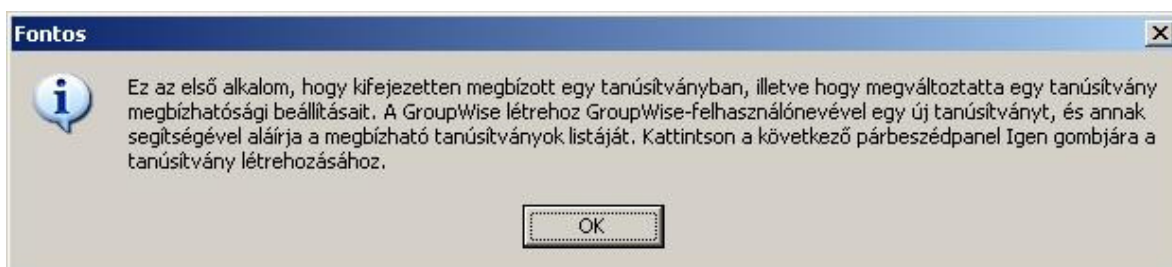 Fontos
Ez az első alkalom, hogy kifejezetten megbízott egy tanúsítványban, illetve hogy megváltoztatta egy tanúsítvány
megbízhatósági beállításait. A GroupWise létrehoz GroupWise-felhasználónevével egy új tanúsítványt, és annak
segítségével aláírja a megbízható tanúsítványok listáját. Kattintson a következő párbeszédpanel Igen gombjára a
tanúsítvány létrehozásához.
OK